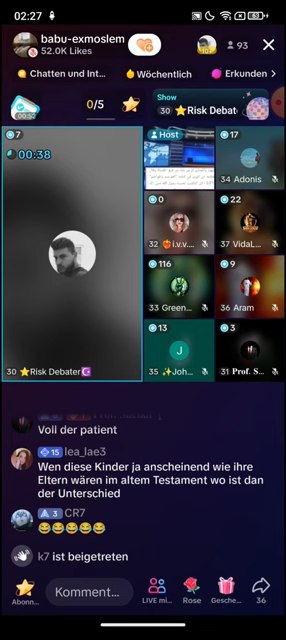 02:27
babu-exmoslem
52.0K Likes
93
Chatten und Int...
Wöchentlich
Erkunden
00:52
0/5
Show
30 ⭐Risk Debate
7
00:38
30 ⭐Risk Debater☪️
Host
17
34 Adonis
0
32 i.v.v....
22
37 VidaL...
116
33 Green...
9
36 Aram
13
J
35 ✨Joh...
3
31 Prof. S...
Voll der patient
15 lea_lae3
Wen diese Kinder ja anscheinend wie ihre
Eltern wären im altem Testament wo ist dan
der Unterschied
3 CR7
😂😂😂😂😂
k7 ist beigetreten
Abonn...
Komment...
LIVE mi...
Rose
Gesche...
36